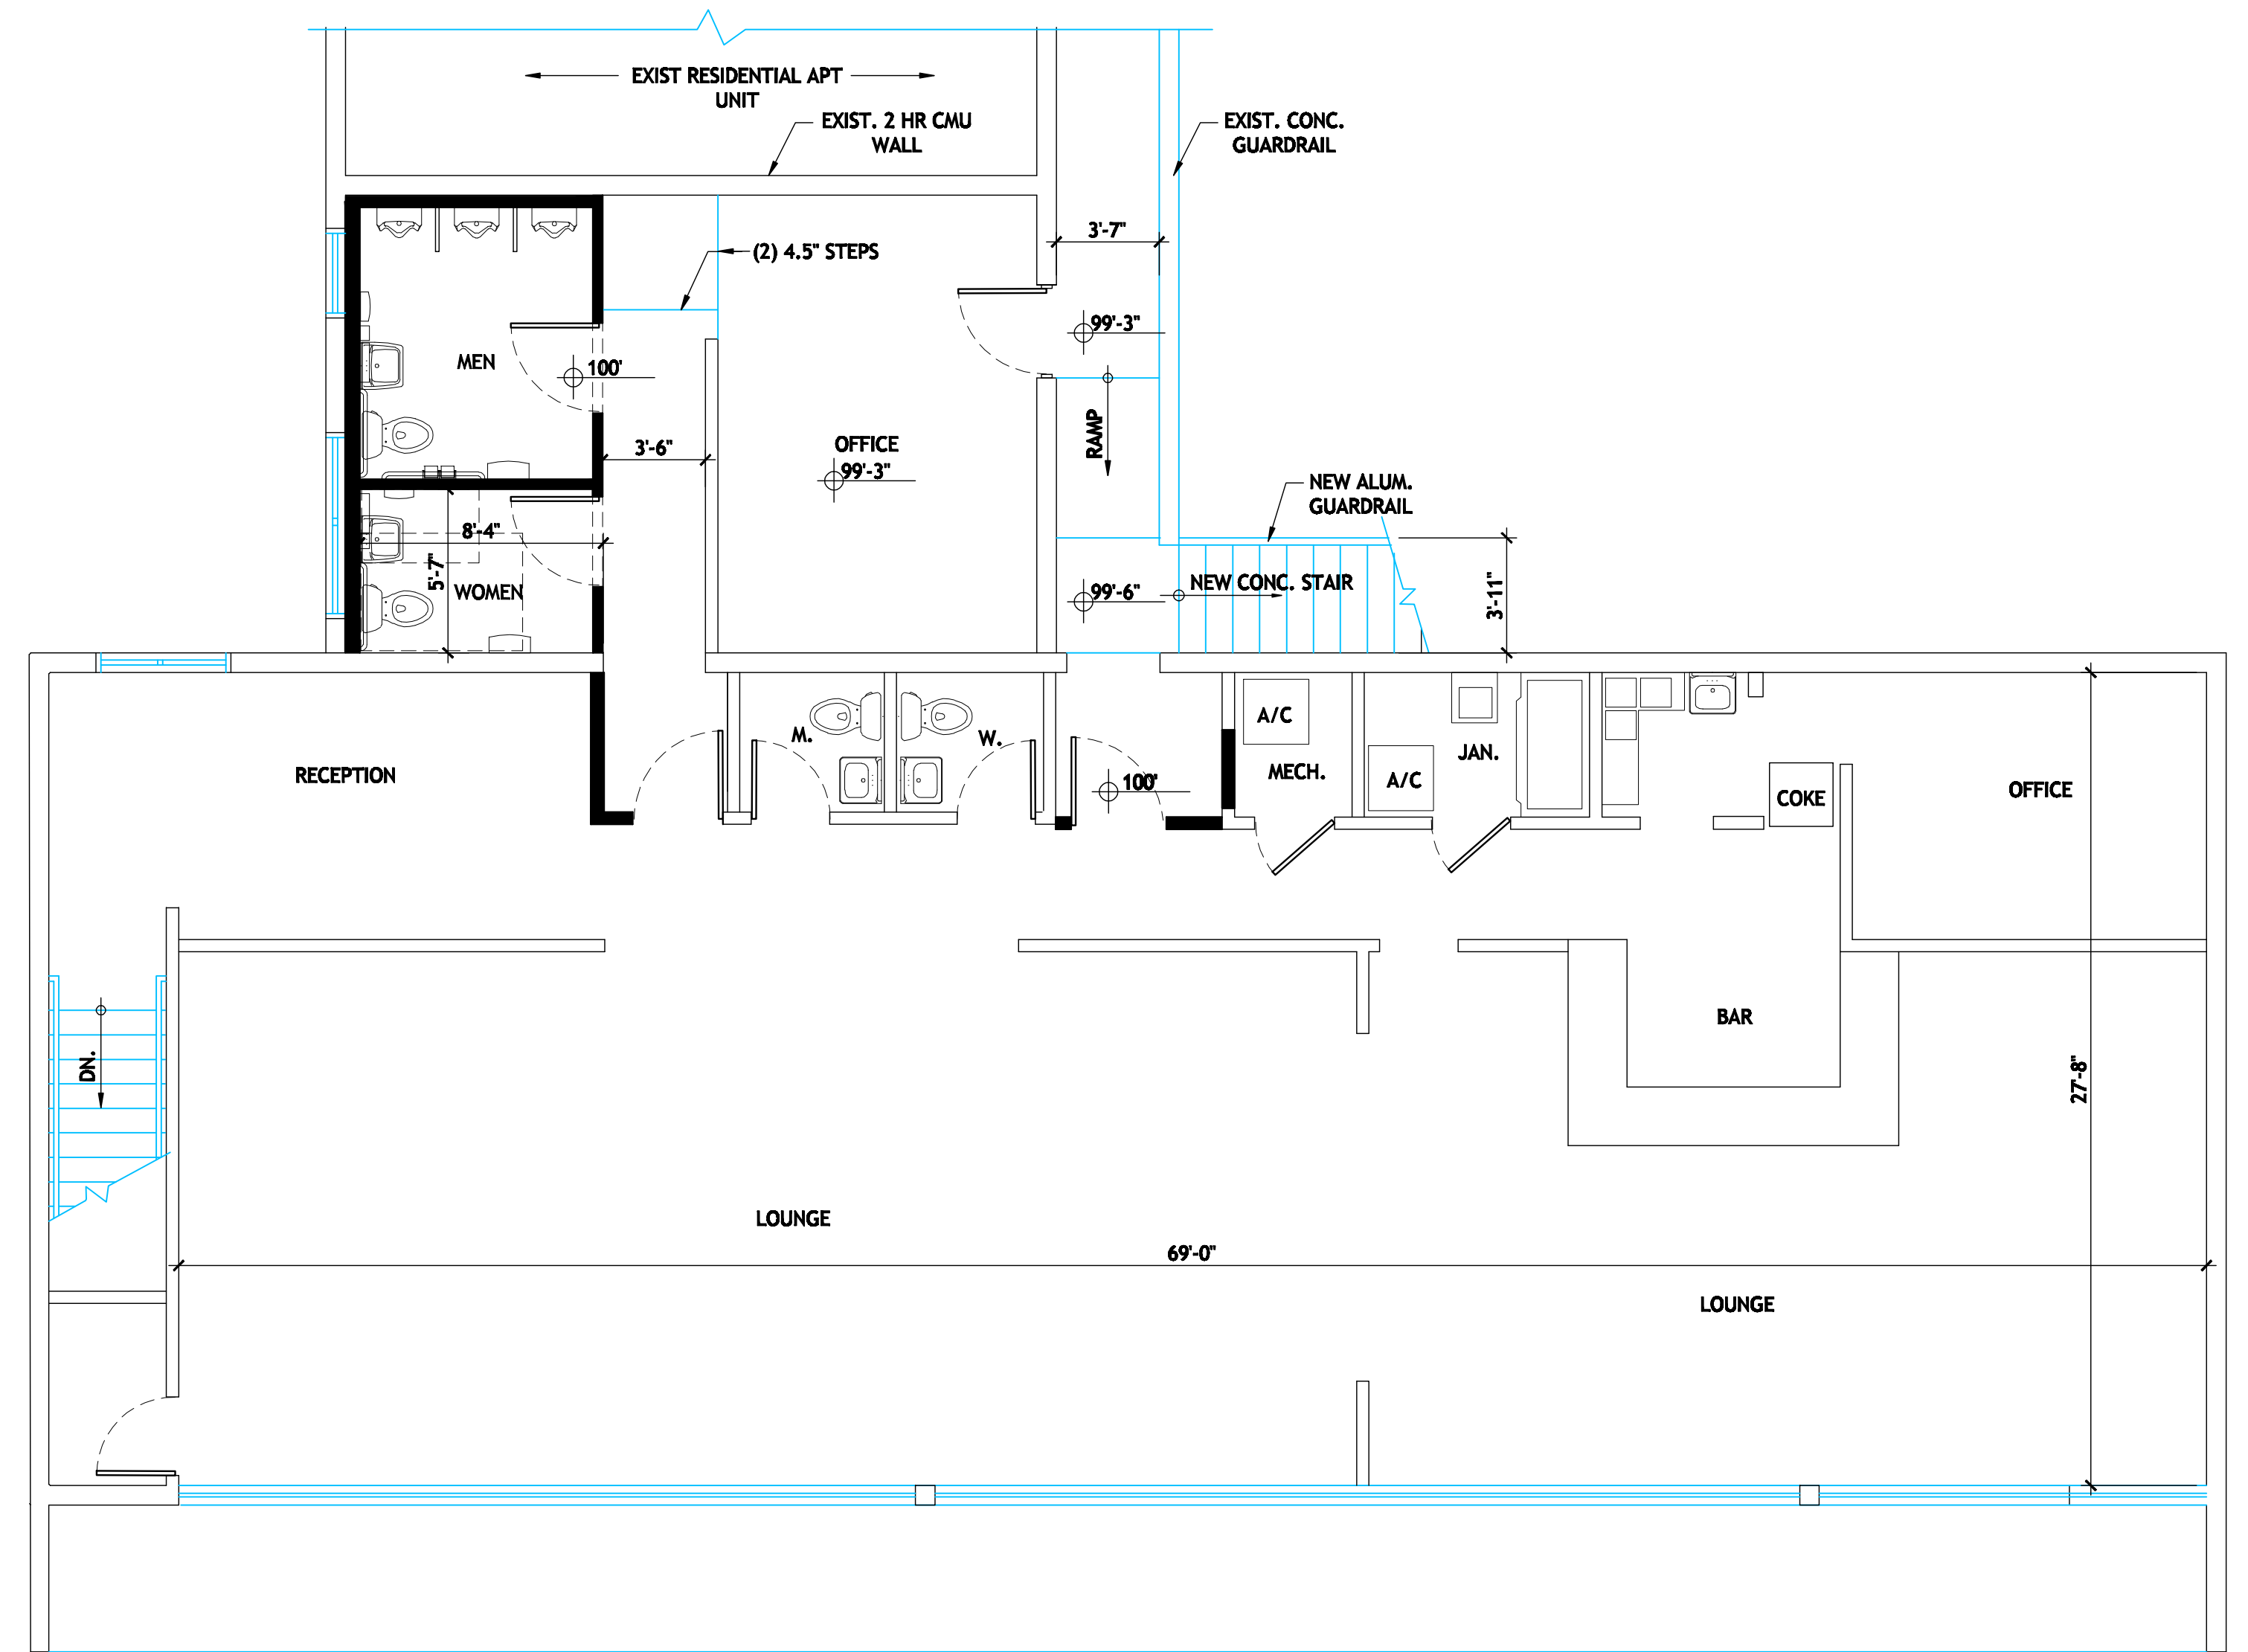 EXIST RESIDENTIAL APT
UNIT
EXIST. 2 HR CMU
WALL
EXIST. CONC.
GUARDRAIL
3'-7"
(2) 4.5" STEPS
99'-3"
MEN
100'
RAMP
OFFICE
3'-6"
99'-3"
NEW ALUM.
GUARDRAIL
8'-4"
5'-7"
WOMEN
99'-6"
NEW CONC. STAIR
3'-11"
A/C
M.
W.
JAN.
MECH.
RECEPTION
100'
A/C
COKE
OFFICE
BAR
DN.
27'-8"
LOUNGE
69'-0"
LOUNGE